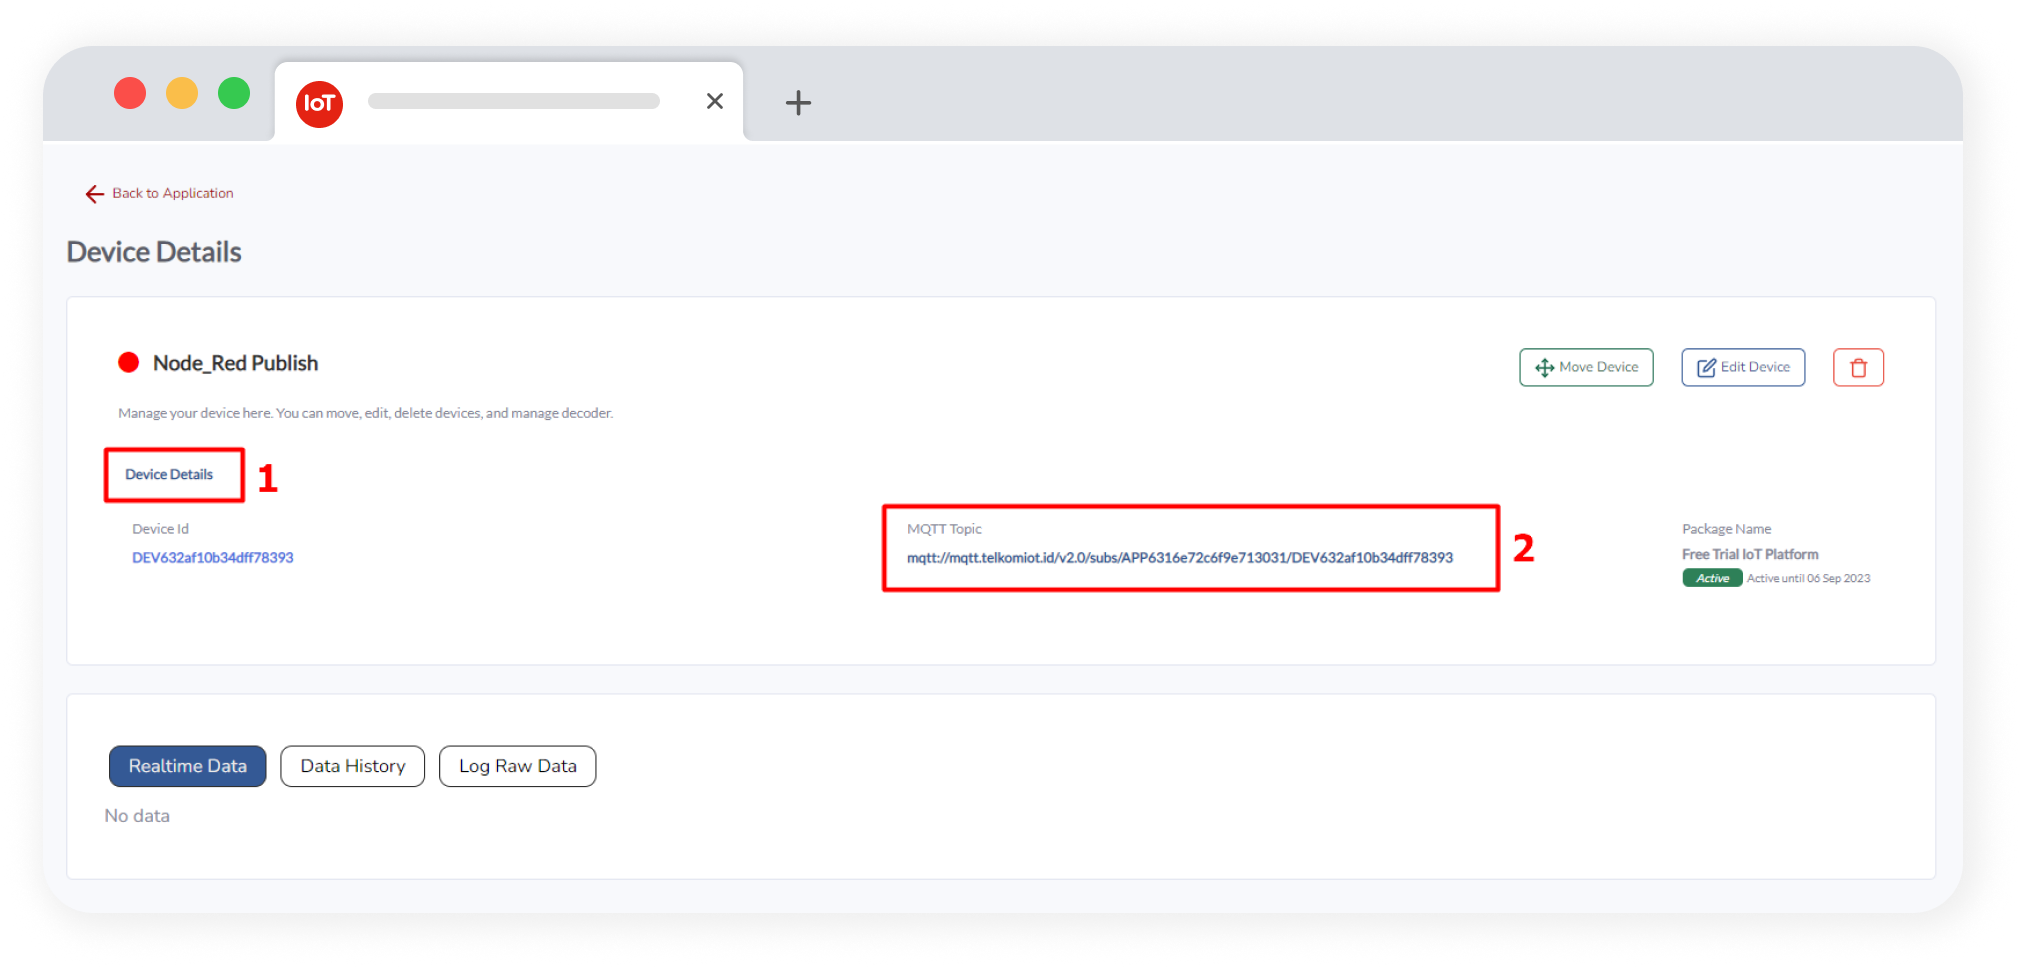 IoT
Back to Application
Device Details
Node_Red Publish
Move Device
Edit Device
Manage your device here. You can move, edit, delete devices, and manage decoder.
Device Details
1
Device Id
DEV632af10b34dff78393
MQTT Topic
mqtt://mqtt.telkomiot.id/v2.0/subs/APP6316e72c6f9e713031/DEV632af10b34dff78393
2
Package Name
Free Trial IoT Platform
Active Active until 06 Sep 2023
Realtime Data
Data History
Log Raw Data
No data